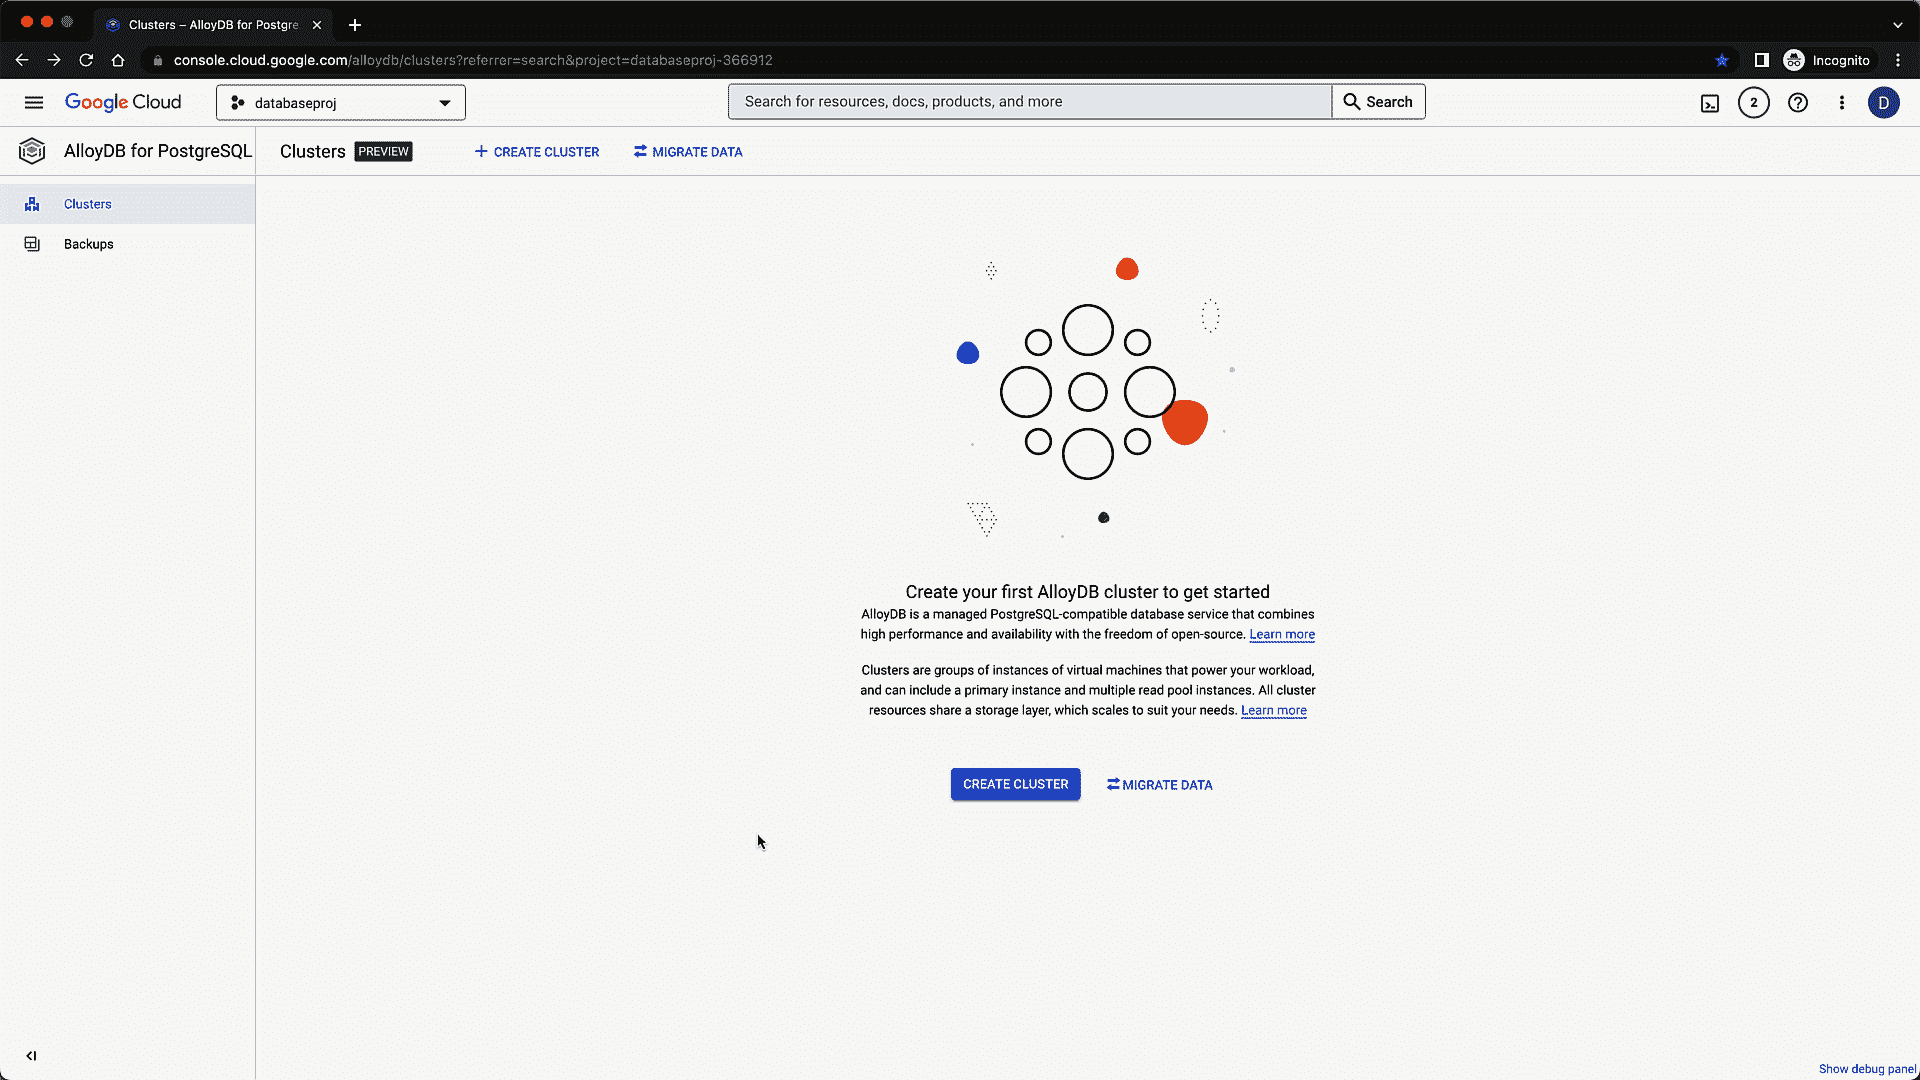 Clusters – AlloyDB for Postgre
console.cloud.google.com/alloydb/clusters?referrer=search&project=databaseproj-366912
Incognito
Google Cloud
databaseproj
Search for resources, docs, products, and more
Search
2
D
AlloyDB for PostgreSQL
Clusters PREVIEW
CREATE CLUSTER
MIGRATE DATA
Clusters
Backups
Create your first AlloyDB cluster to get started
AlloyDB is a managed PostgreSQL-compatible database service that combines
high performance and availability with the freedom of open-source. Learn more
Clusters are groups of instances of virtual machines that power your workload,
and can include a primary instance and multiple read pool instances. All cluster
resources share a storage layer, which scales to suit your needs. Learn more
CREATE CLUSTER
MIGRATE DATA
Show debug panel